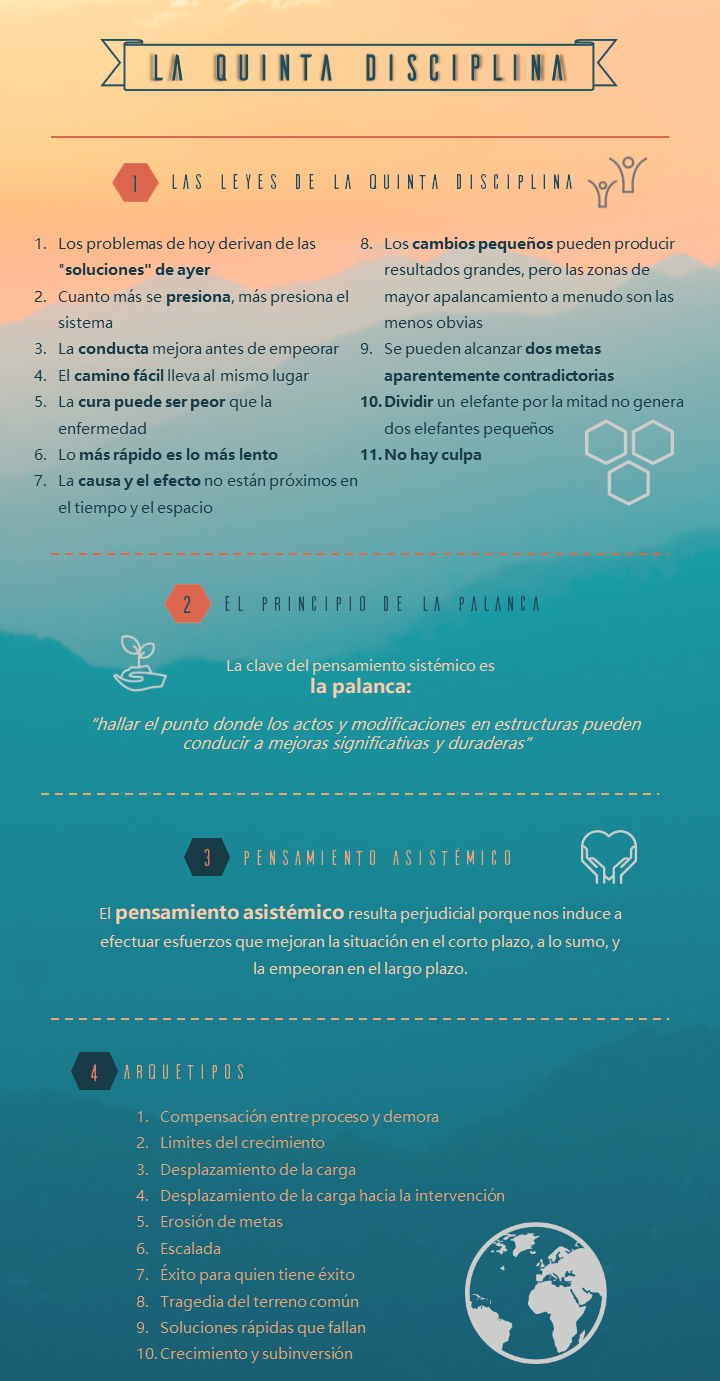 LA QUINTA DISCIPLINA
1 LAS LEYES DE LA QUINTA DISCIPLINA
1. Los problemas de hoy derivan de las
"soluciones" de ayer
2. Cuanto más se presiona, más presiona el
sistema
3. La conducta mejora antes de empeorar
4. El camino fácil lleva al mismo lugar
5. La cura puede ser peor que la
enfermedad
6. Lo más rápido es lo más lento
7. La causa y el efecto no están próximos en
el tiempo y el espacio
8. Los cambios pequeños pueden producir
resultados grandes, pero las zonas de
mayor apalancamiento a menudo son las
menos obvias
9. Se pueden alcanzar dos metas
aparentemente contradictorias
10. Dividir un elefante por la mitad no genera
dos elefantes pequeños
11. No hay culpa
2 EL PRINCIPIO DE LA PALANCA
La clave del pensamiento sistémico es
la palanca:
“hallar el punto donde los actos y modificaciones en estructuras pueden
conducir a mejoras significativas y duraderas”
3 PENSAMIENTO ASISTÉMICO
El pensamiento asistémico resulta perjudicial porque nos induce a
efectuar esfuerzos que mejoran la situación en el corto plazo, a lo sumo, y
la empeoran en el largo plazo.
4 ARQUETIPOS
1. Compensación entre proceso y demora
2. Limites del crecimiento
3. Desplazamiento de la carga
4. Desplazamiento de la carga hacia la intervención
5. Erosión de metas
6. Escalada
7. Éxito para quien tiene éxito
8. Tragedia del terreno común
9. Soluciones rápidas que fallan
10. Crecimiento y subinversión